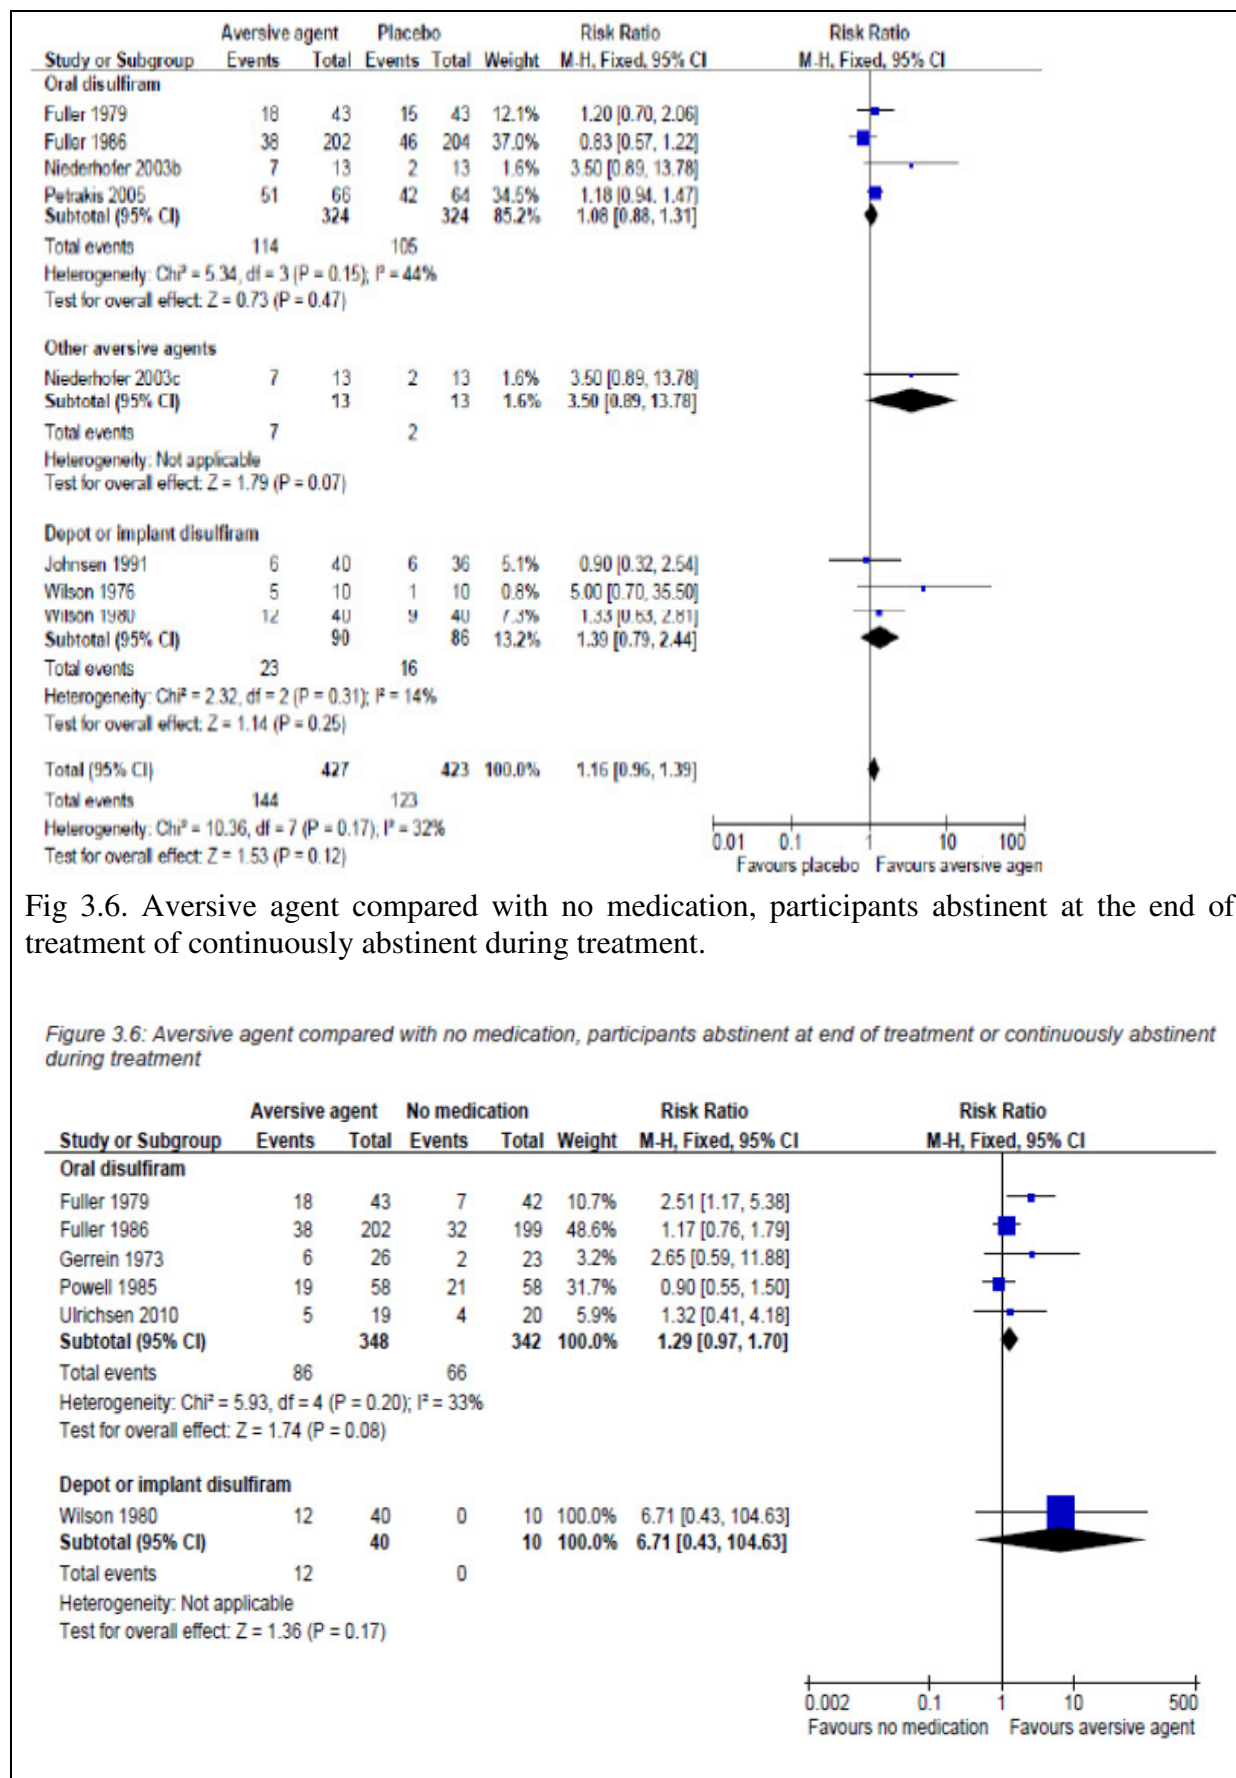 Aversive agent Placebo Risk Ratio Risk Ratio
Study or Subgroup Events Total Events Total Weight M-H, Fixed, 95% CI M-H, Fixed, 95% CI
Oral disulfiram
Fuller 1979 18 43 15 43 12.1% 1.20 [0.70, 2.06]
Fuller 1986 38 202 46 204 37.0% 0.83 [0.57, 1.22]
Niederhofer 2003b 7 13 2 13 1.6% 3.50 [0.89, 13.78]
Petrakis 2005 51 66 42 64 34.5% 1.18 [0.94, 1.47]
Subtotal (95% CI) 324 324 85.2% 1.08 [0.88, 1.31]
Total events 114 105
Heterogeneity: Chi² = 5.34, df = 3 (P = 0.15); I² = 44%
Test for overall effect: Z = 0.73 (P = 0.47)
Other aversive agents
Niederhofer 2003c 7 13 2 13 1.6% 3.50 [0.89, 13.78]
Subtotal (95% CI) 13 13 1.6% 3.50 [0.89, 13.78]
Total events 7 2
Heterogeneity: Not applicable
Test for overall effect: Z = 1.79 (P = 0.07)
Depot or implant disulfiram
Johnsen 1991 6 40 6 36 5.1% 0.90 [0.32, 2.54]
Wilson 1976 5 10 1 10 0.8% 5.00 [0.70, 35.50]
Wilson 1980 12 40 9 40 7.3% 1.33 [0.63, 2.81]
Subtotal (95% CI) 90 86 13.2% 1.39 [0.79, 2.44]
Total events 23 16
Heterogeneity: Chi² = 2.32, df = 2 (P = 0.31); I² = 14%
Test for overall effect: Z = 1.14 (P = 0.25)
Total (95% CI) 427 423 100.0% 1.16 [0.96, 1.39]
Total events 144 123
Heterogeneity: Chi² = 10.36, df = 7 (P = 0.17); I² = 32%
Test for overall effect: Z = 1.53 (P = 0.12)
0.01 0.1 1 10 100
Favours placebo Favours aversive agen
Fig 3.6. Aversive agent compared with no medication, participants abstinent at the end of
treatment of continuously abstinent during treatment.
Figure 3.6: Aversive agent compared with no medication, participants abstinent at end of treatment or continuously abstinent
during treatment
Aversive agent No medication Risk Ratio Risk Ratio
Study or Subgroup Events Total Events Total Weight M-H, Fixed, 95% CI M-H, Fixed, 95% CI
Oral disulfiram
Fuller 1979 18 43 7 42 10.7% 2.51 [1.17, 5.38]
Fuller 1986 38 202 32 199 48.6% 1.17 [0.76, 1.79]
Gerrein 1973 6 26 2 23 3.2% 2.65 [0.59, 11.88]
Powell 1985 19 58 21 58 31.7% 0.90 [0.55, 1.50]
Ulrichsen 2010 5 19 4 20 5.9% 1.32 [0.41, 4.18]
Subtotal (95% CI) 348 342 100.0% 1.29 [0.97, 1.70]
Total events 86 66
Heterogeneity: Chi² = 5.93, df = 4 (P = 0.20); I² = 33%
Test for overall effect: Z = 1.74 (P = 0.08)
Depot or implant disulfiram
Wilson 1980 12 40 0 10 100.0% 6.71 [0.43, 104.63]
Subtotal (95% CI) 40 10 100.0% 6.71 [0.43, 104.63]
Total events 12 0
Heterogeneity: Not applicable
Test for overall effect: Z = 1.36 (P = 0.17)
0.002 0.1 1 10 500
Favours no medication Favours aversive agent